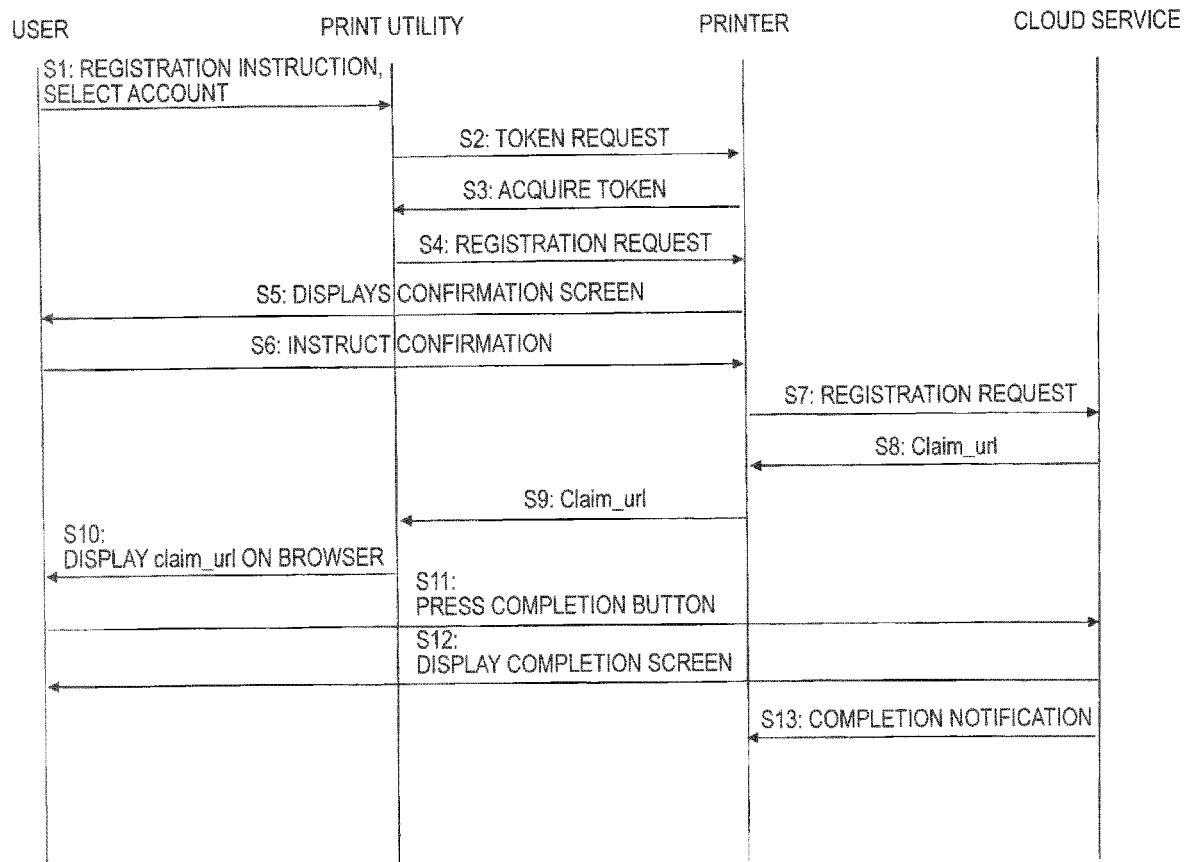 USER
PRINT UTILITY
PRINTER
CLOUD SERVICE
S1: REGISTRATION INSTRUCTION,
SELECT ACCOUNT
S2: TOKEN REQUEST
S3: ACQUIRE TOKEN
S4: REGISTRATION REQUEST
S5: DISPLAYS CONFIRMATION SCREEN
S6: INSTRUCT CONFIRMATION
S7: REGISTRATION REQUEST
S8: Claim_url
S9: Claim_url
S10:
DISPLAY claim_url ON BROWSER
S11:
PRESS COMPLETION BUTTON
S12:
DISPLAY COMPLETION SCREEN
S13: COMPLETION NOTIFICATION